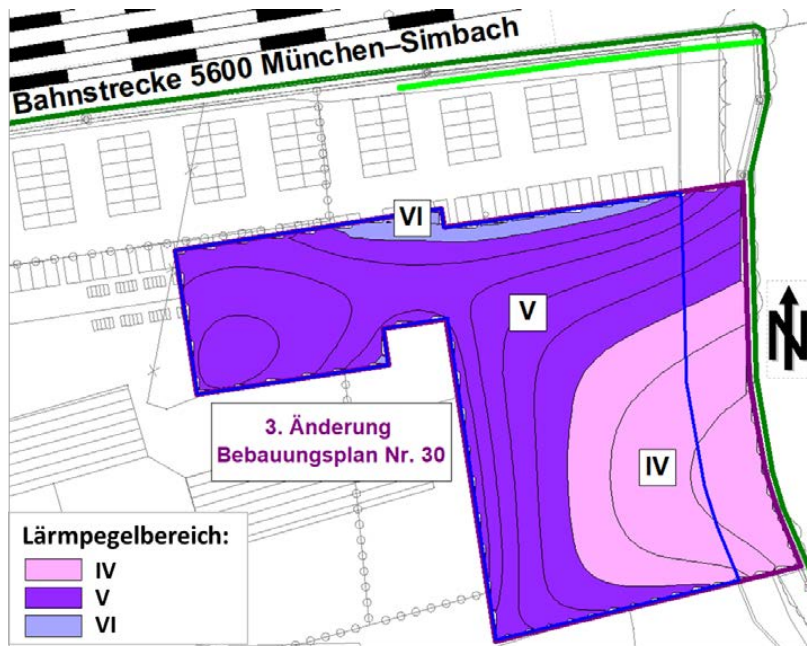 Bahnstrecke 5600 München–Simbach
VI
V
N
3. Änderung
Bebauungsplan Nr. 30
IV
Lärmpegelbereich:
IV
V
VI